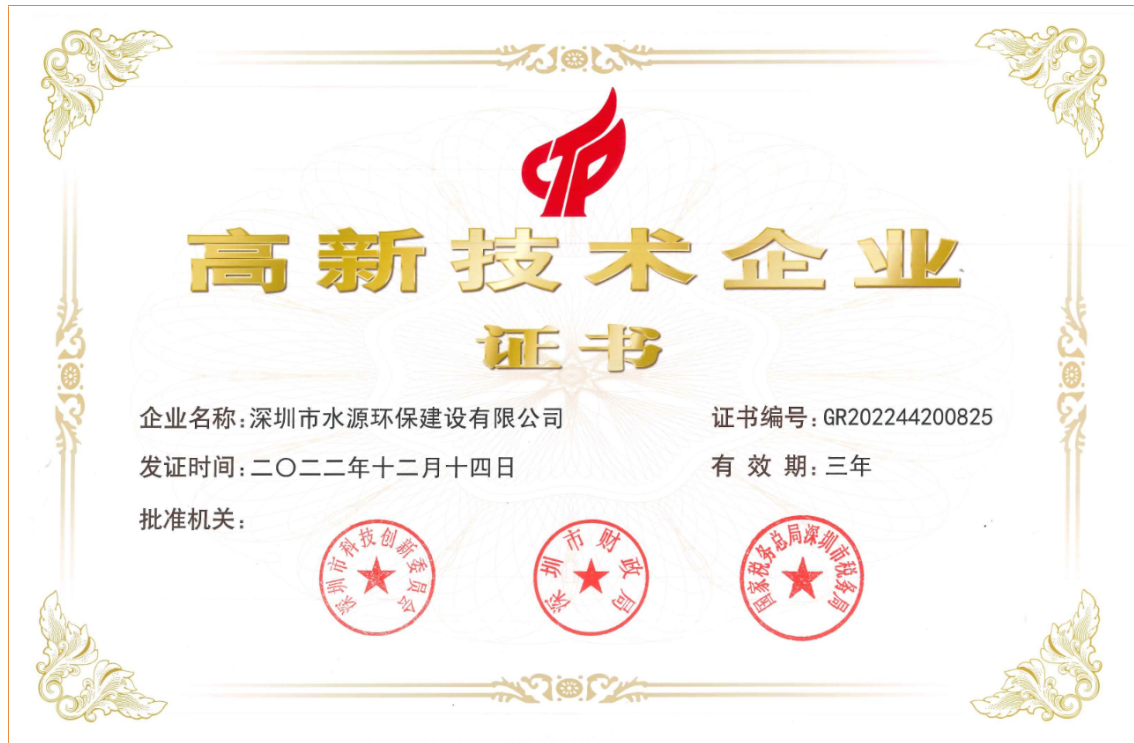 高新技术企业
证书
企业名称:深圳市水源环保建设有限公司 证书编号:GR202244200825
发证时间:二〇二二年十二月十四日 有效期:三年
批准机关:
深圳市科技创新委员会
深圳市财政局
国家税务总局深圳市税务局